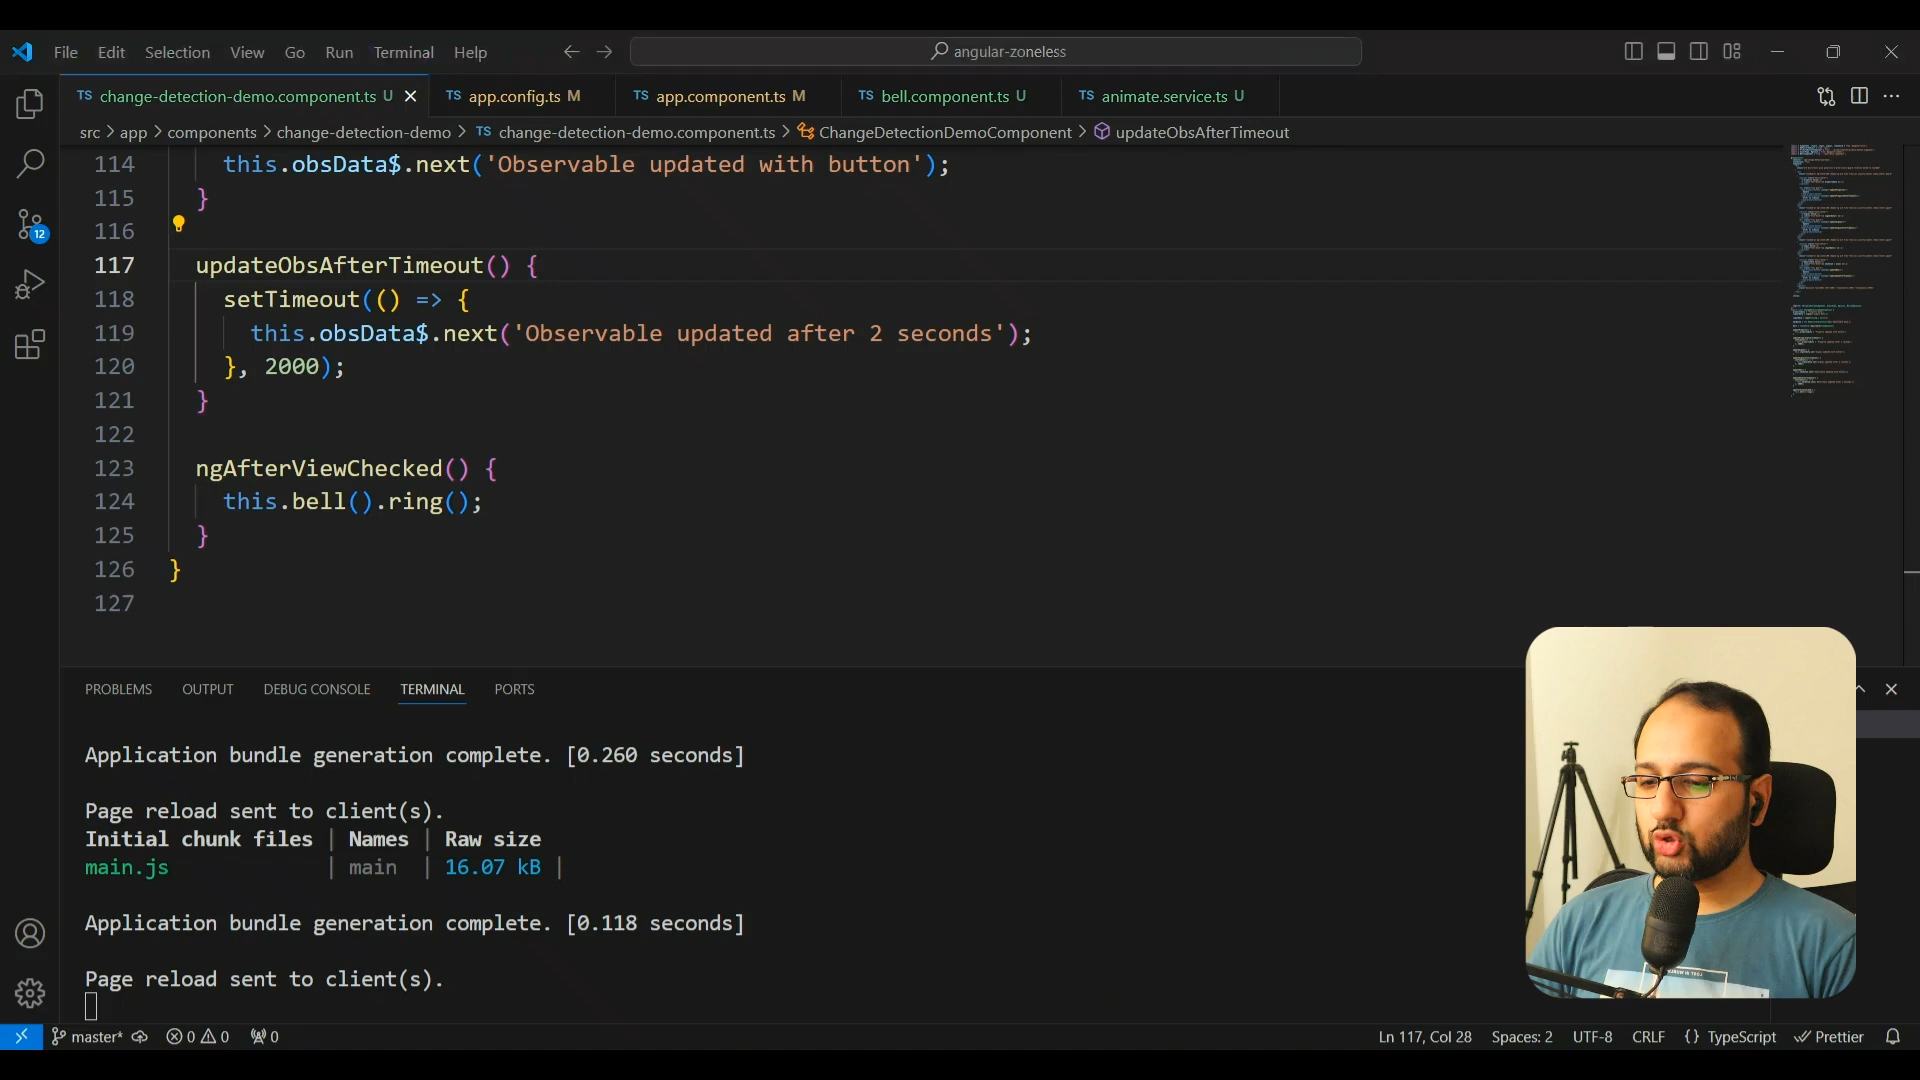 File Edit Selection View Go Run Terminal Help
angular-zoneless
TS change-detection-demo.component.ts U
TS app.config.ts M
TS app.component.ts M
TS bell.component.ts U
TS animate.service.ts U
src > app > components > change-detection-demo > TS change-detection-demo.component.ts > ChangeDetectionDemoComponent > updateObsAfterTimeout
114 this.obsData$.next('Observable updated with button');
115 }
116
117 updateObsAfterTimeout() {
118 setTimeout(() => {
119 this.obsData$.next('Observable updated after 2 seconds');
120 }, 2000);
121 }
122
123 ngAfterViewChecked() {
124 this.bell().ring();
125 }
126 }
127
12
PROBLEMS OUTPUT DEBUG CONSOLE TERMINAL PORTS
Application bundle generation complete. [0.260 seconds]
Page reload sent to client(s).
Initial chunk files | Names | Raw size
main.js | main | 16.07 kB |
Application bundle generation complete. [0.118 seconds]
Page reload sent to client(s).
master* 0 0 0 Ln 117, Col 28 Spaces: 2 UTF-8 CRLF {} TypeScript Prettier